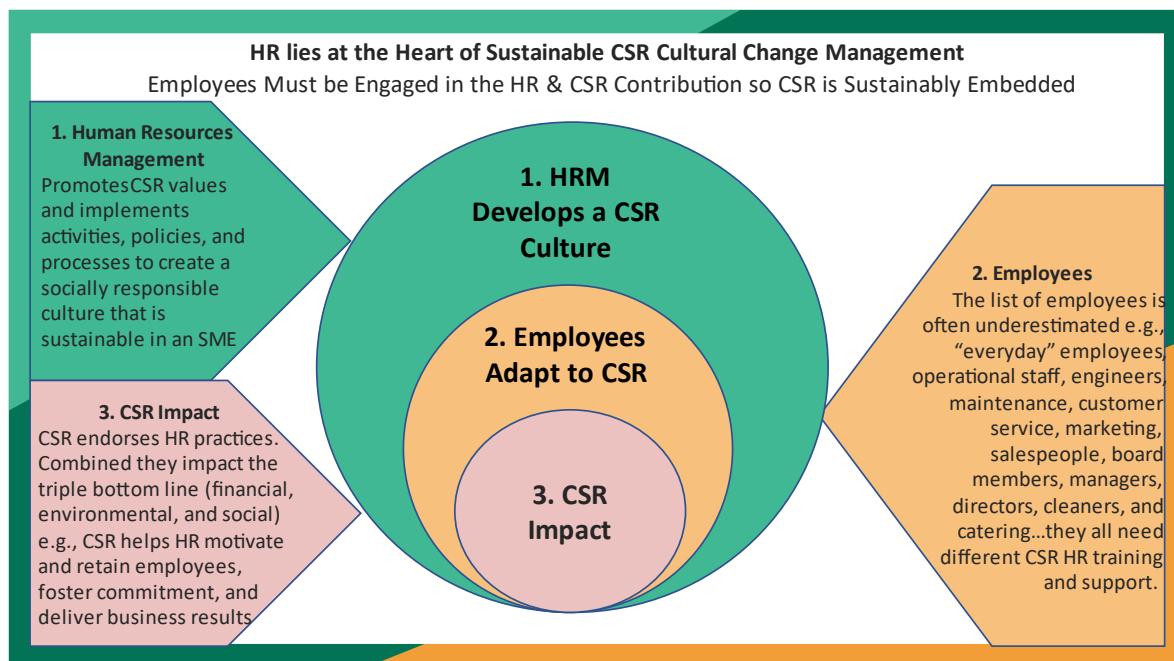 HR lies at the Heart of Sustainable CSR Cultural Change Management
Employees Must be Engaged in the HR & CSR Contribution so CSR is Sustainably Embedded
1. Human Resources
Management
PromotesCSR values
and implements
activities, policies, and
processes to create a
socially responsible
culture that is
sustainable in an SME
3. CSR Impact
CSR endorses HR practices.
Combined they impact the
triple bottom line (financial,
environmental, and social)
e.g., CSR helps HR motivate
and retain employees,
foster commitment, and
deliver business results
1. HRM
Develops a CSR
Culture
2. Employees
Adapt to CSR
3. CSR
Impact
2. Employees
The list of employees is
often underestimated e.g.,
“everyday” employees,
operational staff, engineers,
maintenance, customer
service, marketing,
salespeople, board
members, managers,
directors, cleaners, and
catering...they all need
different CSR HR training
and support.